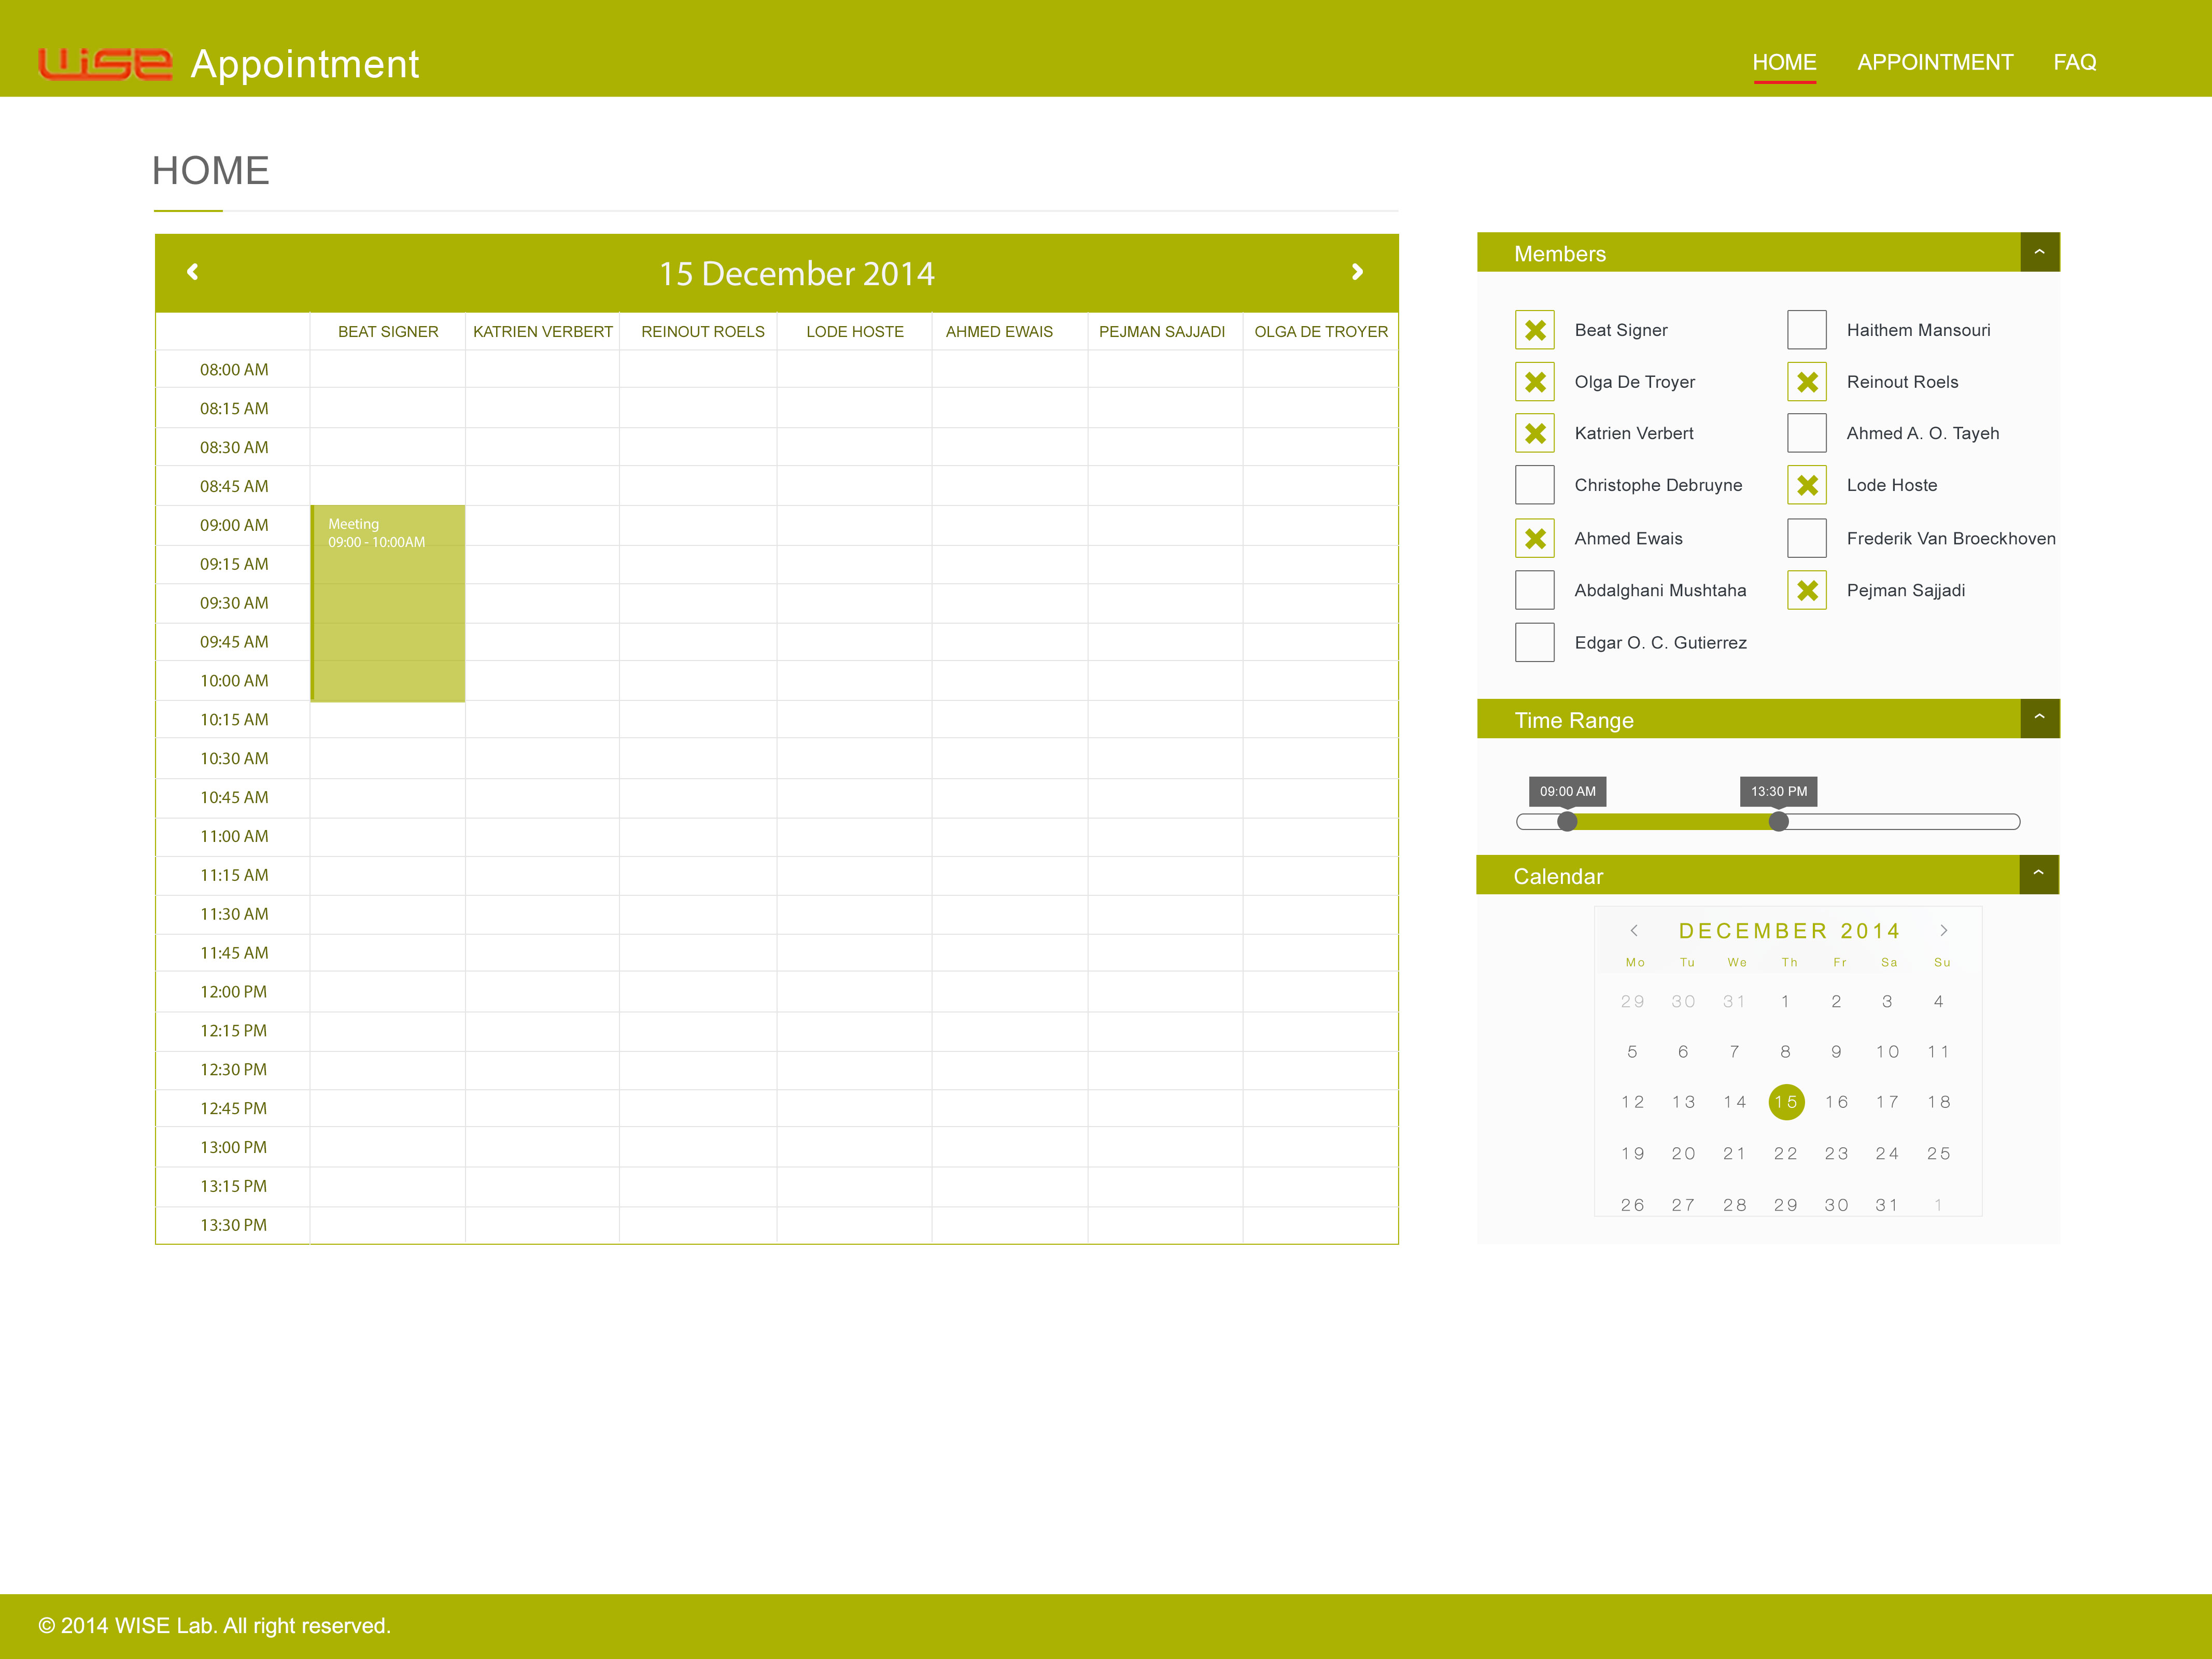 WISE Appointment
HOME APPOINTMENT FAQ
HOME
15 December 2014
BEAT SIGNER KATRIEN VERBERT REINOUT ROELS LODE HOSTE AHMED EWAIS PEJMAN SAJJADI OLGA DE TROYER
08:00 AM
08:15 AM
08:30 AM
08:45 AM
09:00 AM
09:15 AM
09:30 AM
09:45 AM
10:00 AM
10:15 AM
10:30 AM
10:45 AM
11:00 AM
11:15 AM
11:30 AM
11:45 AM
12:00 PM
12:15 PM
12:30 PM
12:45 PM
13:00 PM
13:15 PM
13:30 PM
Meeting
09:00 - 10:00AM
Members
Beat Signer Haithem Mansouri
Olga De Troyer Reinout Roels
Katrien Verbert Ahmed A. O. Tayeh
Christophe Debruyne Lode Hoste
Ahmed Ewais Frederik Van Broeckhoven
Abdalghani Mushtaha Pejman Sajjadi
Edgar O. C. Gutierrez
Time Range
09:00 AM 13:30 PM
Calendar
DECEMBER 2014
Mo Tu We Th Fr Sa Su
29 30 31 1 2 3 4
5 6 7 8 9 10 11
12 13 14 15 16 17 18
19 20 21 22 23 24 25
26 27 28 29 30 31 1
© 2014 WISE Lab. All right reserved.